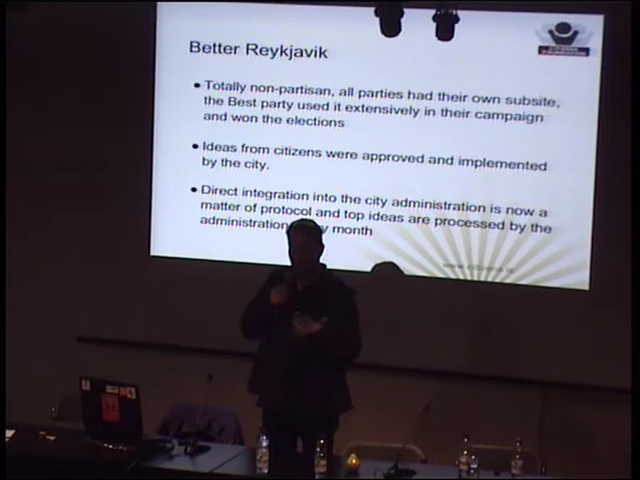 Better Reykjavik
• Totally non-partisan, all parties had their own subsite,
the Best party used it extensively in their campaign
and won the elections
• Ideas from citizens were approved and implemented
by the city.
• Direct integration into the city administration is now a
matter of protocol and top ideas are processed by the
administration month